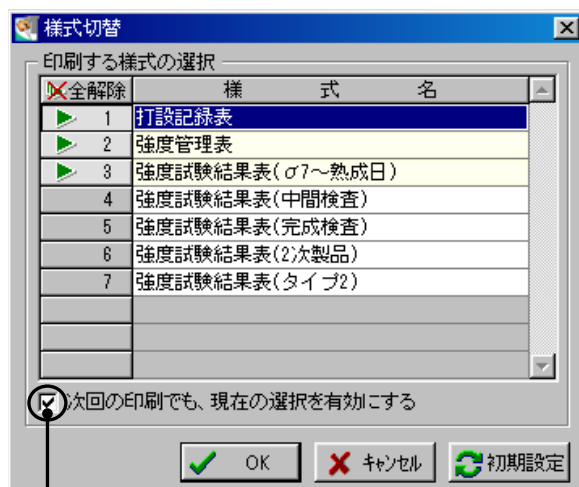 様式切替
印刷する様式の選択
全解除 様式名
1 打設記録表
2 強度管理表
3 強度試験結果表(σ7～熟成日)
4 強度試験結果表(中間検査)
5 強度試験結果表(完成検査)
6 強度試験結果表(2次製品)
7 強度試験結果表(タイプ2)
次回の印刷でも、現在の選択を有効にする
OK キャンセル 初期設定